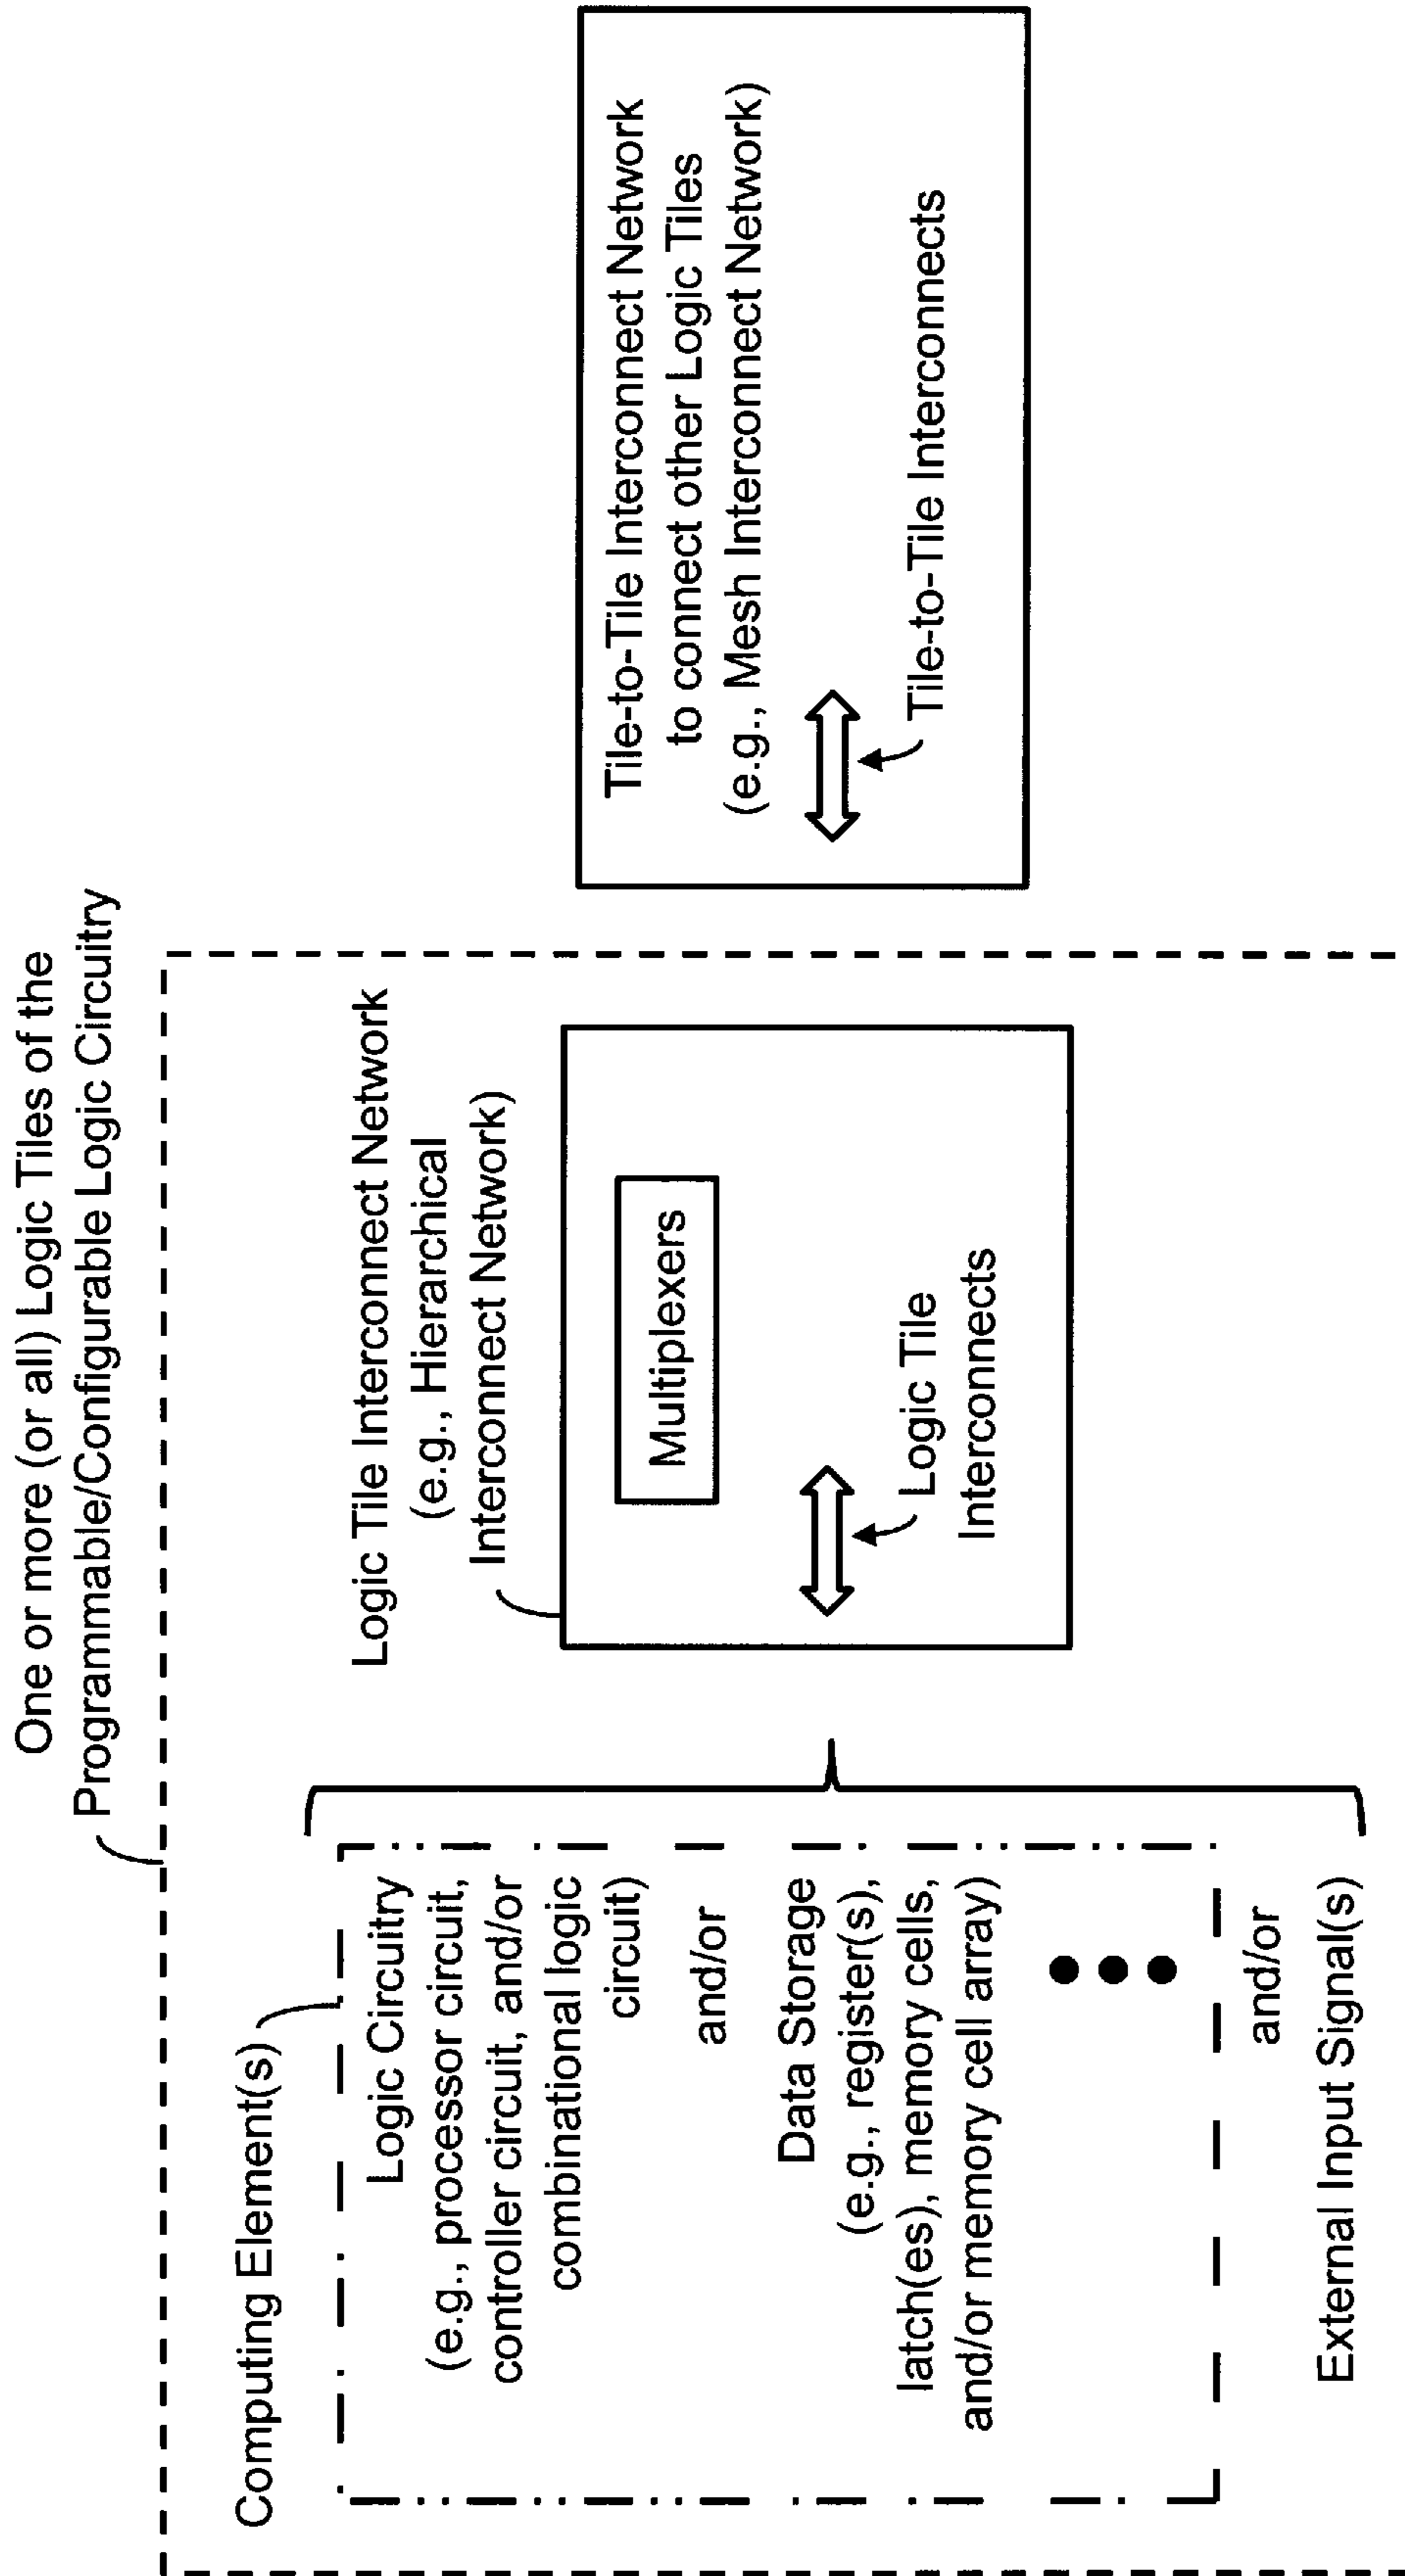 One or more (or all) Logic Tiles of the
Programmable/Configurable Logic Circuitry
Computing Element(s)
Logic Circuitry
(e.g., processor circuit,
controller circuit, and/or
combinational logic
circuit)
and/or
Data Storage
(e.g., register(s),
latch(es), memory cells,
and/or memory cell array)
and/or
External Input Signal(s)
Logic Tile Interconnect Network
(e.g., Hierarchical
Interconnect Network)
Multiplexers
Logic Tile
Interconnects
Tile-to-Tile Interconnect Network
to connect other Logic Tiles
(e.g., Mesh Interconnect Network)
Tile-to-Tile Interconnects